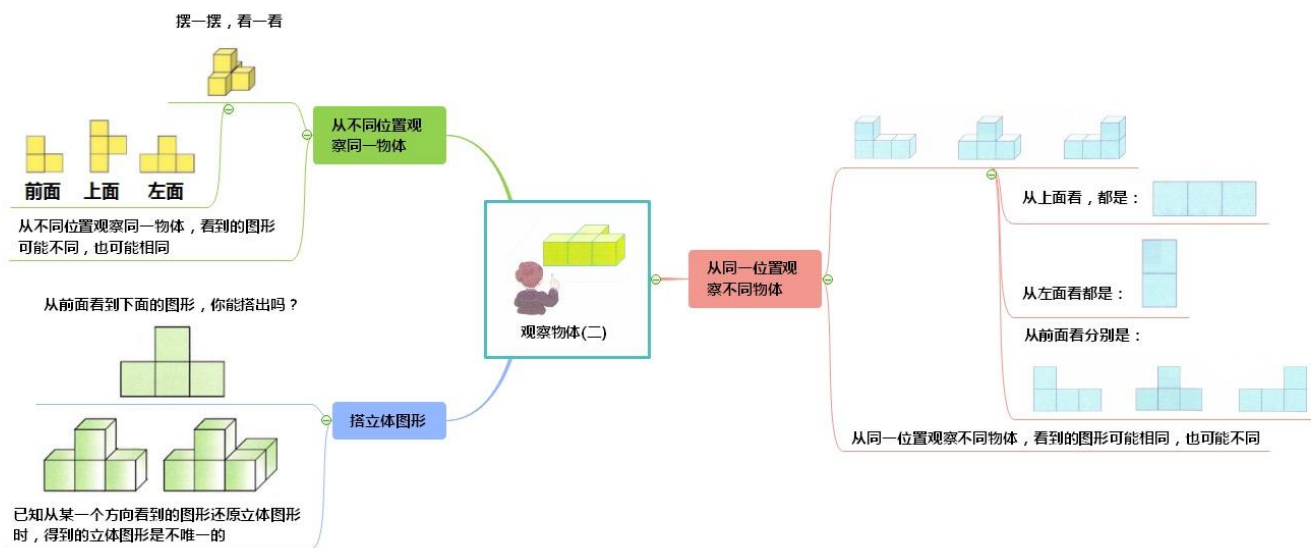 摆一摆，看一看
从不同位置观
察同一物体
前面 上面 左面
从不同位置观察同一物体，看到的图形
可能不同，也可能相同
从前面看到下面的图形，你能搭出吗？
搭立体图形
已知从某一个方向看到的图形还原立体图形
时，得到的立体图形是不唯一的
观察物体(二)
从同一位置观
察不同物体
从上面看，都是：
从左面看都是：
从前面看分别是：
从同一位置观察不同物体，看到的图形可能相同，也可能不同